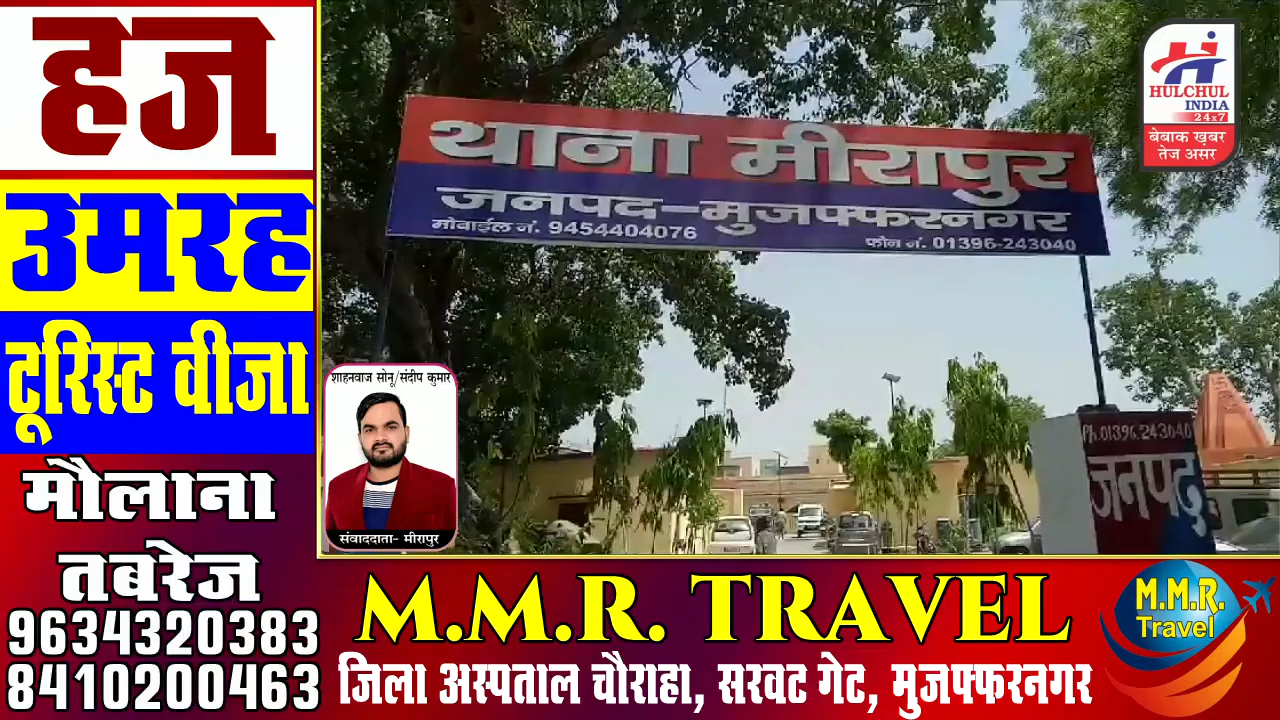 हज
उमरह
टूरिस्ट वीजा
मौलाना
तबरेज
9634320383
8410200463
थाना मीरापुर
जनपद-मुजफ्फरनगर
मोवाईल नं. 9454404076
फोन नं. 01396-243040
HULCHUL
INDIA
24x7
बेबाक खबर
तेज असर
शाहनवाज सोनू/संदीप कुमार
संवाददाता- मीरापुर
Ph.01396.243040
जनपद
M.M.R. TRAVEL
जिला अस्पताल चौराहा, सरवट गेट, मुजफ्फरनगर
M.M.R.
Travel